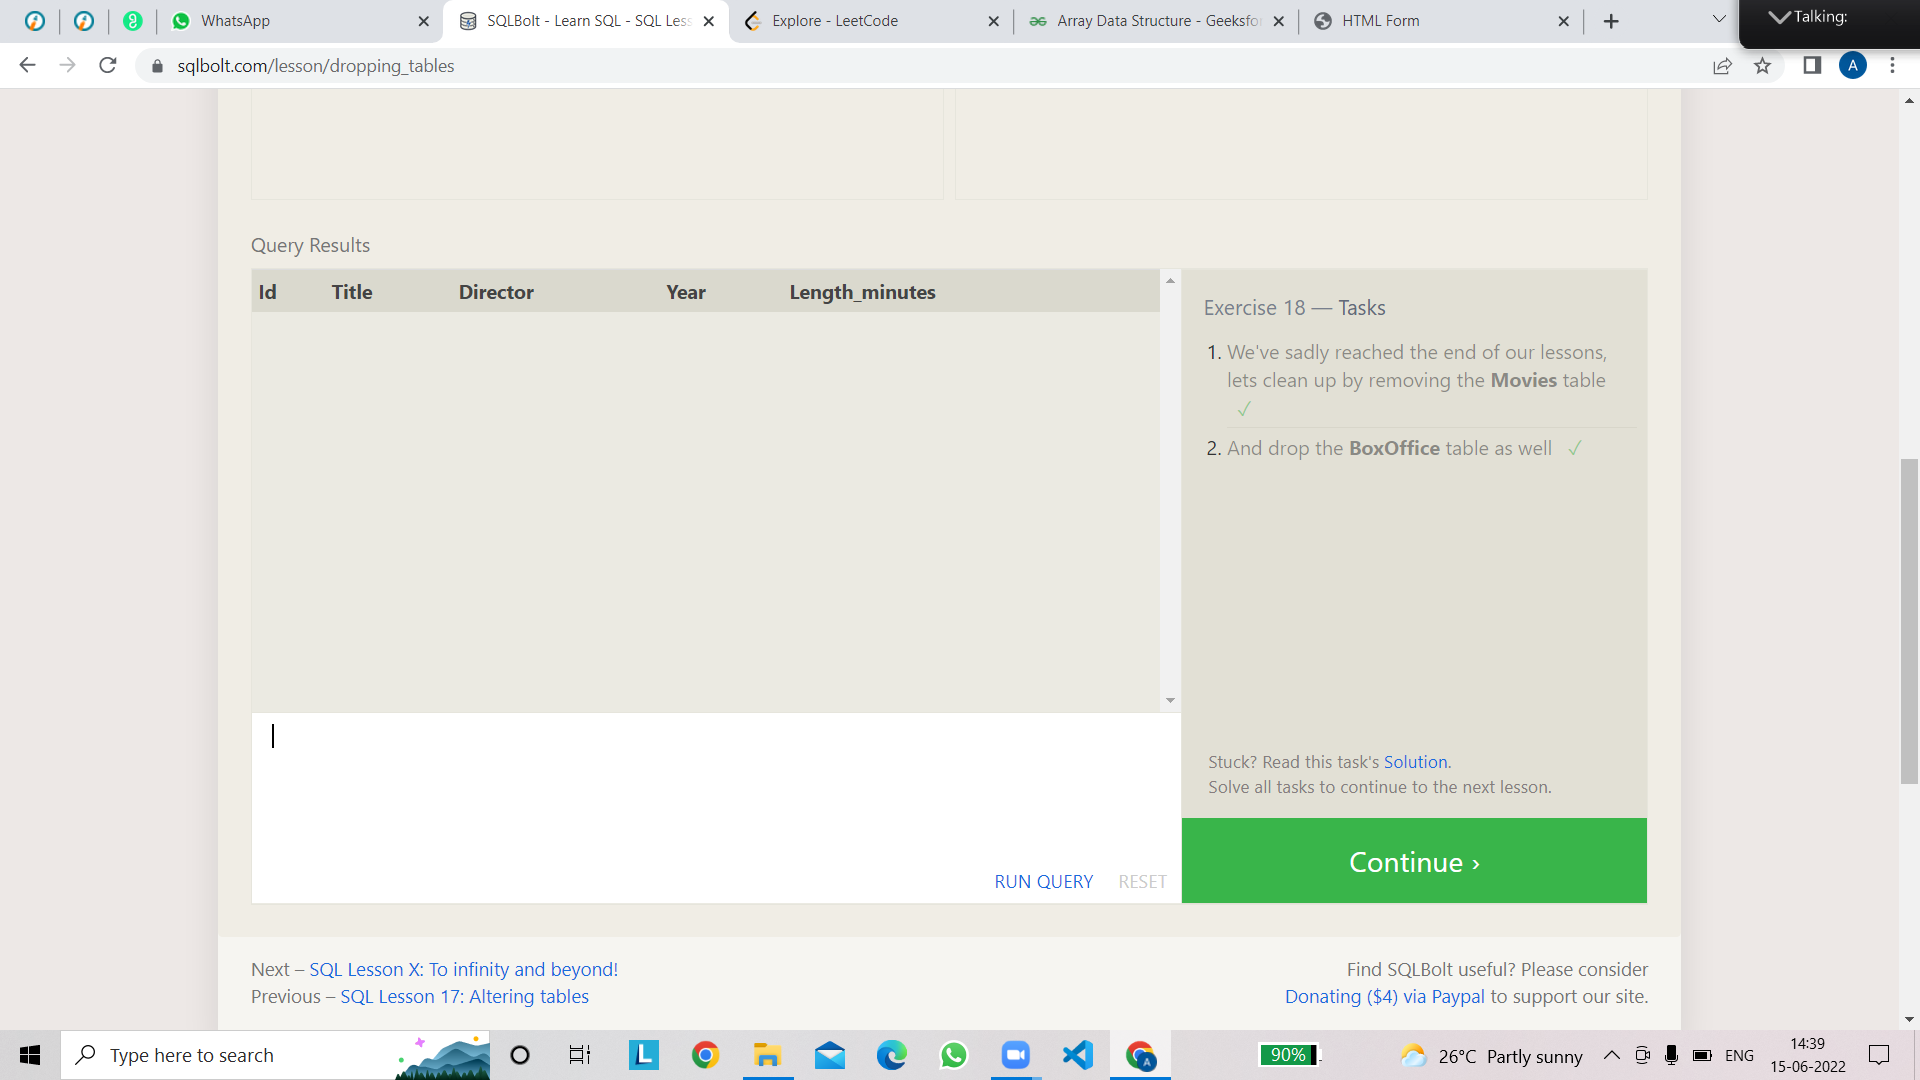 WhatsApp
SQLBolt - Learn SQL - SQL Less
Explore - LeetCode
Array Data Structure - Geeksfor
HTML Form
Talking:
sqlbolt.com/lesson/dropping_tables
A
Query Results
Id Title Director Year Length_minutes
Exercise 18 — Tasks
1. We've sadly reached the end of our lessons,
lets clean up by removing the Movies table
✓
2. And drop the BoxOffice table as well ✓
Stuck? Read this task's Solution.
Solve all tasks to continue to the next lesson.
RUN QUERY RESET
Continue ›
Next – SQL Lesson X: To infinity and beyond!
Previous – SQL Lesson 17: Altering tables
Find SQLBolt useful? Please consider
Donating ($4) via Paypal to support our site.
Type here to search
L
A
90%
26°C Partly sunny
ENG
14:39
15-06-2022